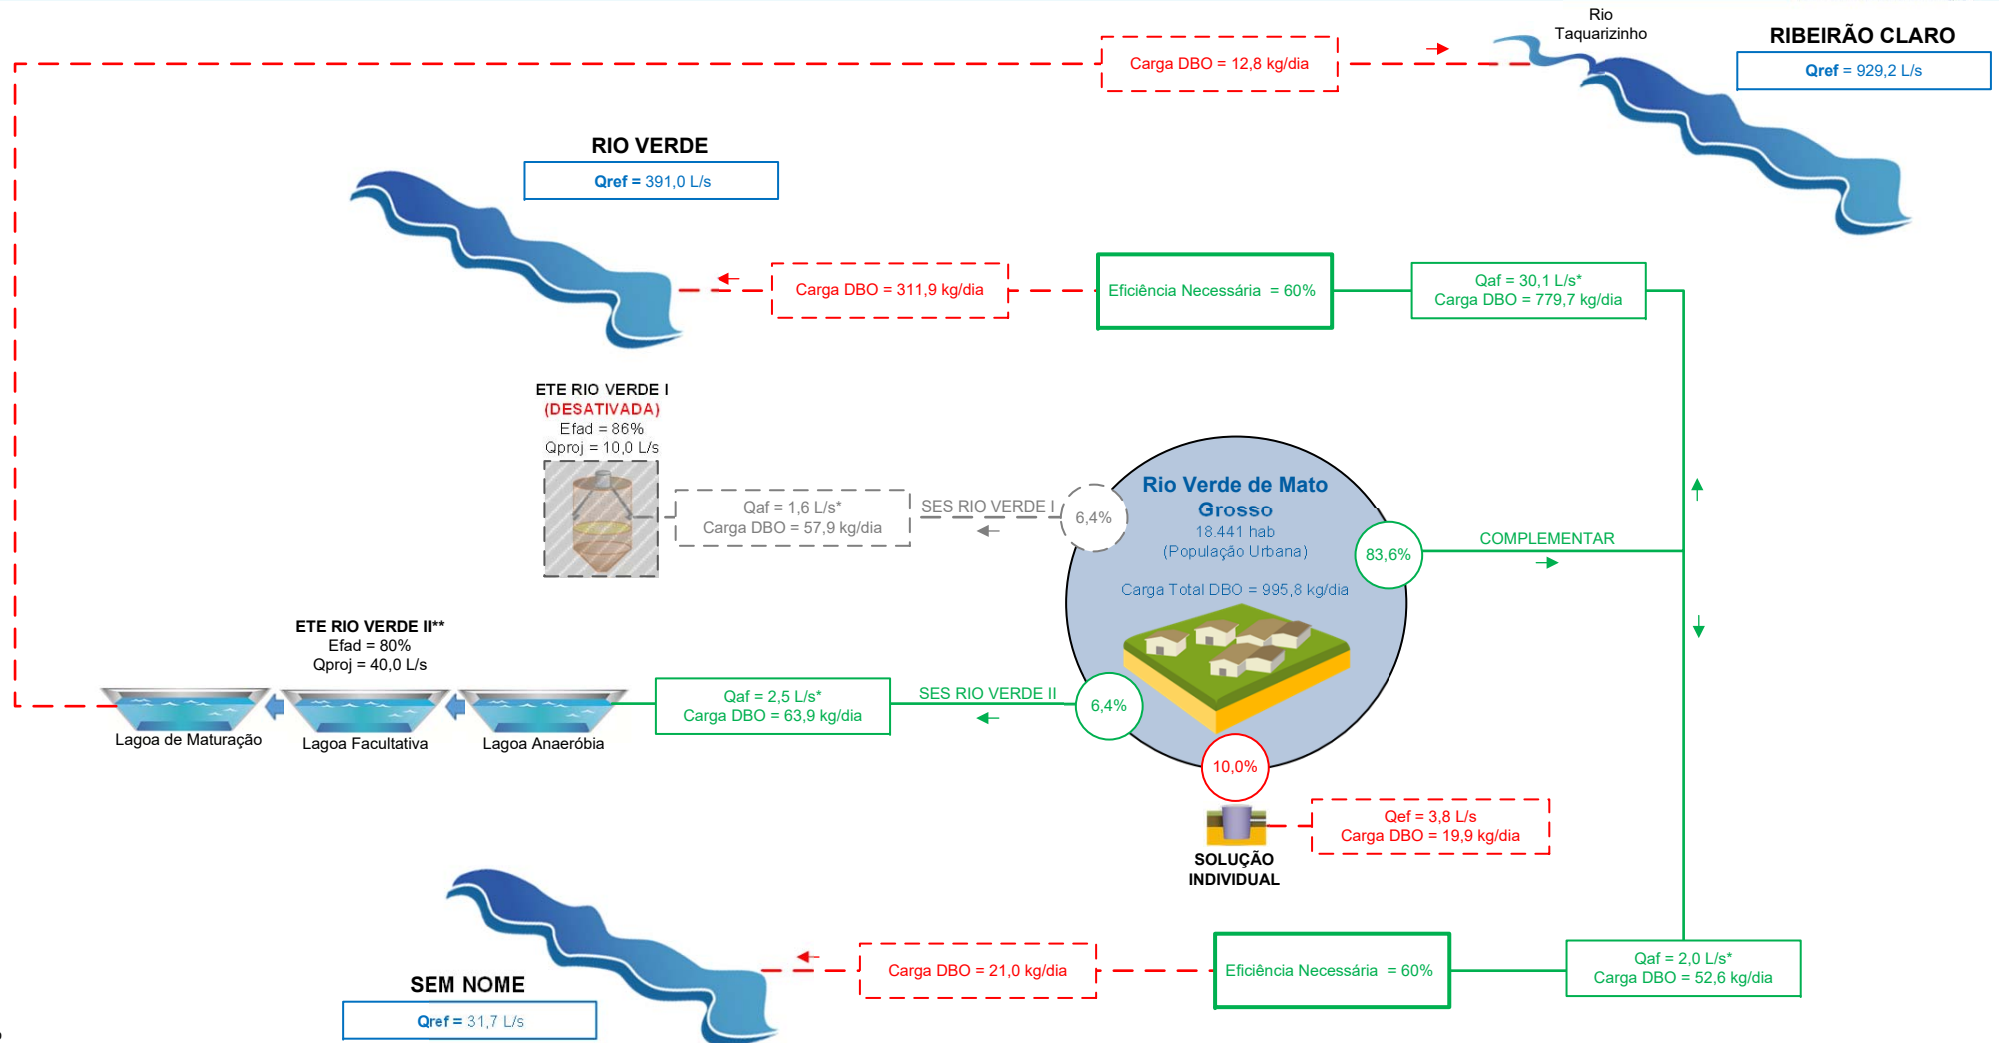 Rio
Taquarizinho
RIBEIRÃO CLARO
Qref = 929,2 L/s
Carga DBO = 12,8 kg/dia
RIO VERDE
Qref = 391,0 L/s
Carga DBO = 311,9 kg/dia
Eficiência Necessária = 60%
Qaf = 30,1 L/s*
Carga DBO = 779,7 kg/dia
ETE RIO VERDE I
(DESATIVADA)
Efad = 86%
Qproj = 10,0 L/s
Qaf = 1,6 L/s*
Carga DBO = 57,9 kg/dia
SES RIO VERDE I
6,4%
Rio Verde de Mato
Grosso
18.441 hab
(População Urbana)
Carga Total DBO = 995,8 kg/dia
83,6%
COMPLEMENTAR
ETE RIO VERDE II**
Efad = 80%
Qproj = 40,0 L/s
Lagoa de Maturação
Lagoa Facultativa
Lagoa Anaeróbia
Qaf = 2,5 L/s*
Carga DBO = 63,9 kg/dia
SES RIO VERDE II
6,4%
10,0%
SOLUÇÃO
INDIVIDUAL
Qef = 3,8 L/s
Carga DBO = 19,9 kg/dia
SEM NOME
Qref = 31,7 L/s
Carga DBO = 21,0 kg/dia
Eficiência Necessária = 60%
Qaf = 2,0 L/s*
Carga DBO = 52,6 kg/dia